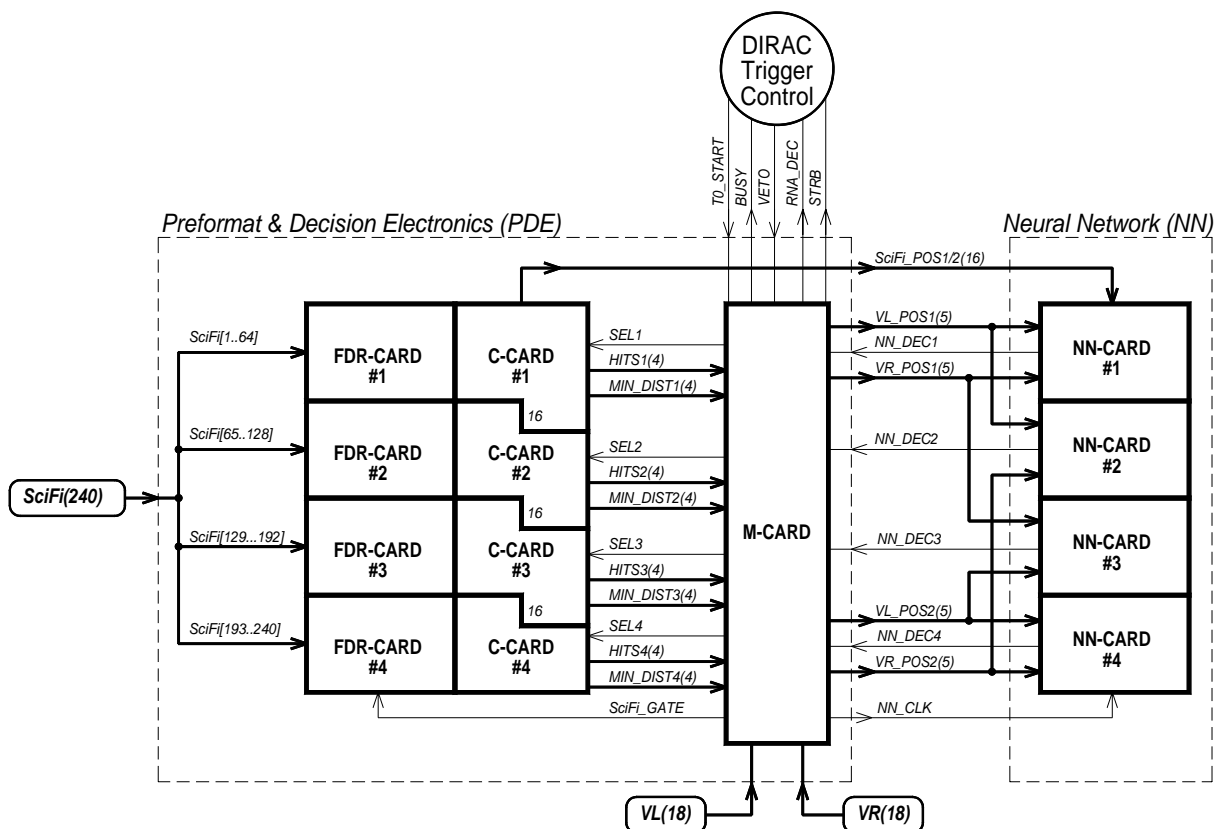 DIRAC
Trigger
Control
T0_START
BUSY
VETO
RNA_DEC
STRB
Preformat & Decision Electronics (PDE)
Neural Network (NN)
SciFi_POS1/2(16)
SciFi[1..64]
SciFi[65..128]
SciFi(240)
SciFi[129...192]
SciFi[193..240]
FDR-CARD
#1
FDR-CARD
#2
FDR-CARD
#3
FDR-CARD
#4
C-CARD
#1
16
C-CARD
#2
16
C-CARD
#3
16
C-CARD
#4
SEL1
HITS1(4)
MIN_DIST1(4)
SEL2
HITS2(4)
MIN_DIST2(4)
SEL3
HITS3(4)
MIN_DIST3(4)
SEL4
HITS4(4)
MIN_DIST4(4)
SciFi_GATE
M-CARD
VL_POS1(5)
NN_DEC1
VR_POS1(5)
NN_DEC2
NN_DEC3
VL_POS2(5)
NN_DEC4
VR_POS2(5)
NN_CLK
NN-CARD
#1
NN-CARD
#2
NN-CARD
#3
NN-CARD
#4
VL(18)
VR(18)